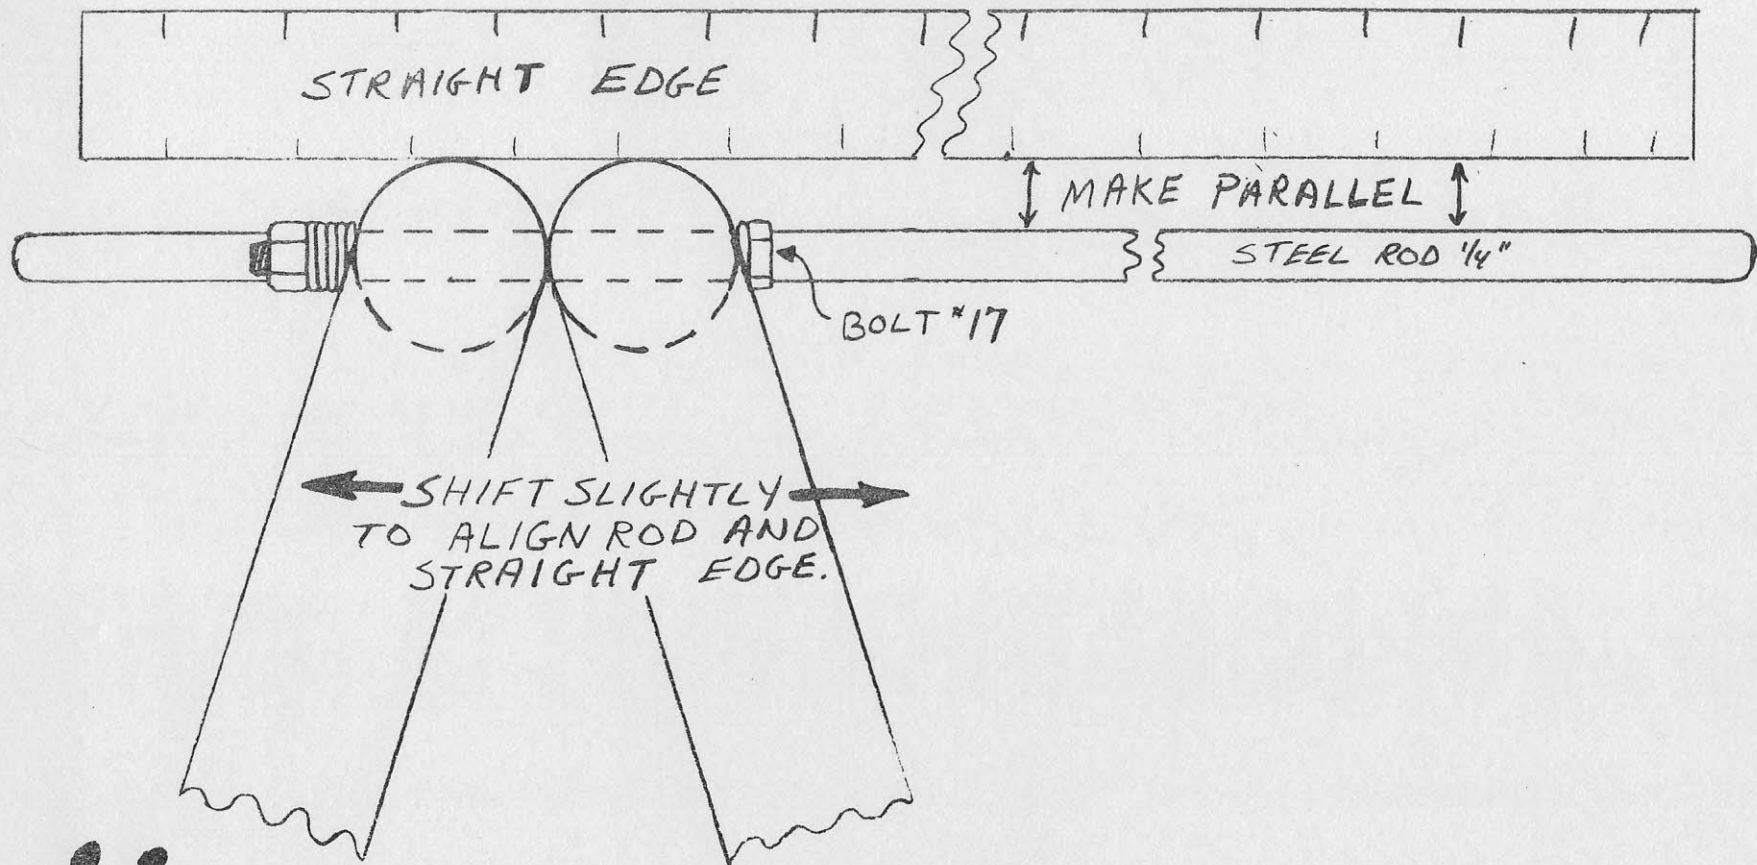 STRAIGHT EDGE
MAKE PARALLEL
STEEL ROD 1/4"
BOLT #17
SHIFT SLIGHTLY
TO ALIGN ROD AND
STRAIGHT EDGE.